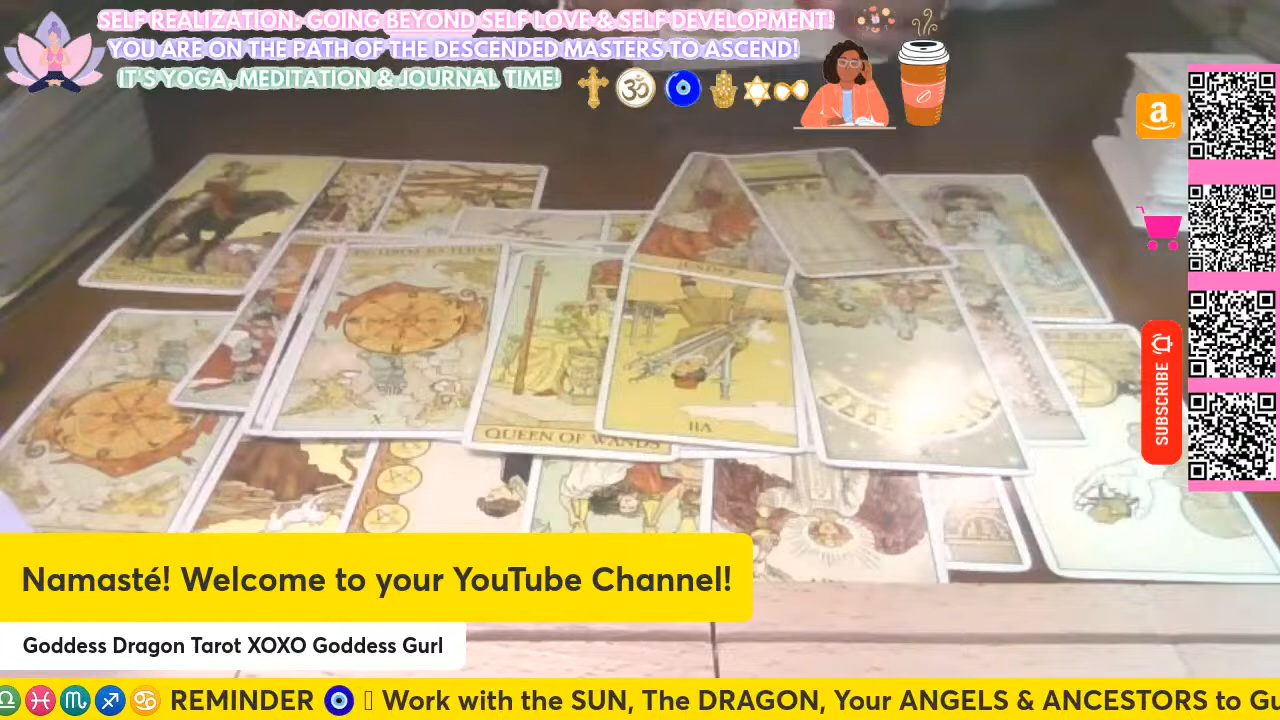 SELF REALIZATION: GOING BEYOND SELF LOVE & SELF DEVELOPMENT!
YOU ARE ON THE PATH OF THE DESCENDED MASTERS TO ASCEND!
IT'S YOGA, MEDITATION & JOURNAL TIME!
a
SUBSCRIBE
X
QUEEN OF WANDS
VII
Namasté! Welcome to your YouTube Channel!
Goddess Dragon Tarot XOXO Goddess Gurl
REMINDER 🧿 Work with the SUN, The DRAGON, Your ANGELS & ANCESTORS to Gu